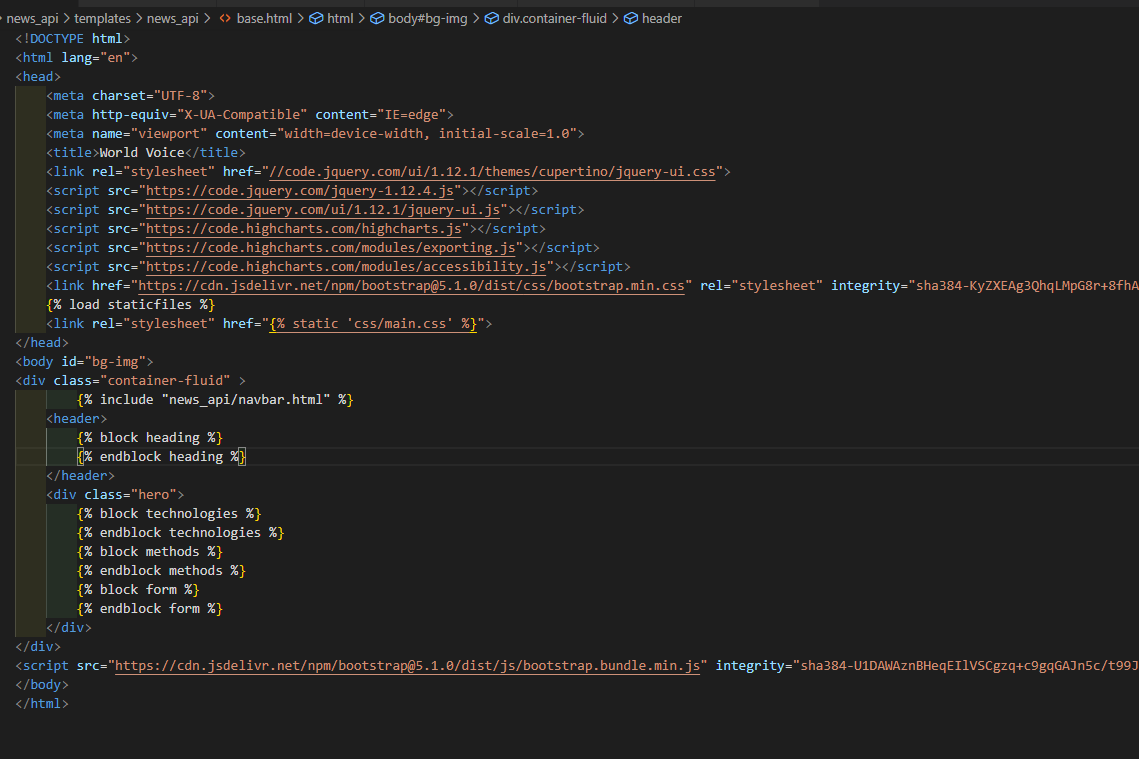 news_api > templates > news_api > <> base.html > html > body#bg-img > div.container-fluid > header
<!DOCTYPE html>
<html lang="en">
<head>
<meta charset="UTF-8">
<meta http-equiv="X-UA-Compatible" content="IE=edge">
<meta name="viewport" content="width=device-width, initial-scale=1.0">
<title>World Voice</title>
<link rel="stylesheet" href="//code.jquery.com/ui/1.12.1/themes/cupertino/jquery-ui.css">
<script src="https://code.jquery.com/jquery-1.12.4.js"></script>
<script src="https://code.jquery.com/ui/1.12.1/jquery-ui.js"></script>
<script src="https://code.highcharts.com/highcharts.js"></script>
<script src="https://code.highcharts.com/modules/exporting.js"></script>
<script src="https://code.highcharts.com/modules/accessibility.js"></script>
<link href="https://cdn.jsdelivr.net/npm/bootstrap@5.1.0/dist/css/bootstrap.min.css" rel="stylesheet" integrity="sha384-KyZXEAg3QhqLMpG8r+8fhA
{% load staticfiles %}
<link rel="stylesheet" href="{% static 'css/main.css' %}">
</head>
<body id="bg-img">
<div class="container-fluid" >
{% include "news_api/navbar.html" %}
<header>
{% block heading %}
{% endblock heading %}
</header>
<div class="hero">
{% block technologies %}
{% endblock technologies %}
{% block methods %}
{% endblock methods %}
{% block form %}
{% endblock form %}
</div>
</div>
<script src="https://cdn.jsdelivr.net/npm/bootstrap@5.1.0/dist/js/bootstrap.bundle.min.js" integrity="sha384-U1DAWAznBHeqEIlVSCgzq+c9gqGAJn5c/t99J
</body>
</html>